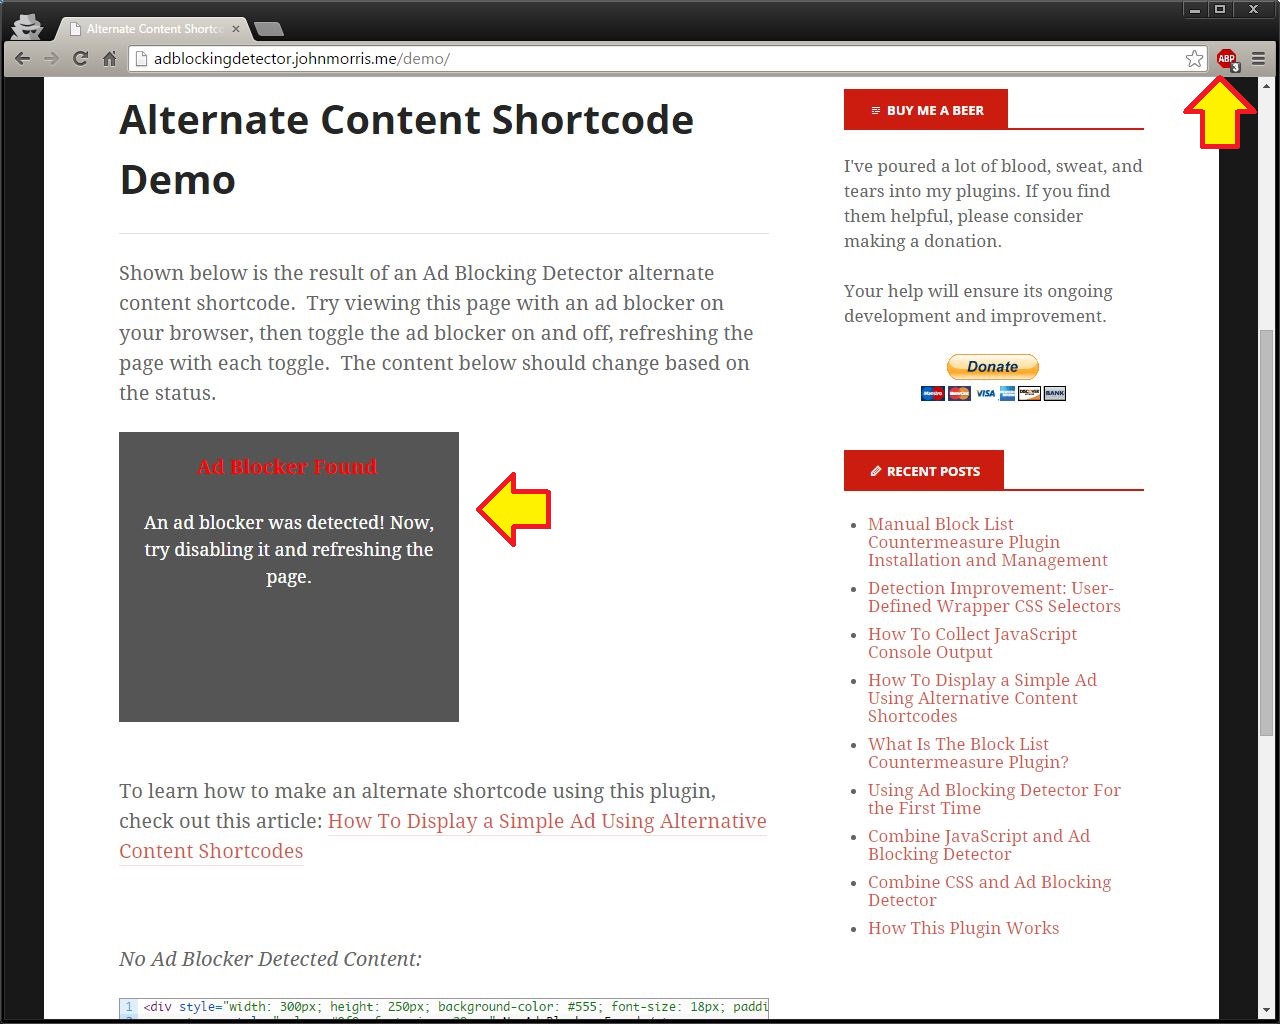 Alternate Content Shortco
adblockingdetector.johnmorris.me/demo/
ABP
3
Alternate Content Shortcode
Demo
Shown below is the result of an Ad Blocking Detector alternate
content shortcode.  Try viewing this page with an ad blocker on
your browser, then toggle the ad blocker on and off, refreshing the
page with each toggle.  The content below should change based on
the status.
Ad Blocker Found
An ad blocker was detected! Now,
try disabling it and refreshing the
page.
To learn how to make an alternate shortcode using this plugin,
check out this article: How To Display a Simple Ad Using Alternative
Content Shortcodes
No Ad Blocker Detected Content:
1 <div style="width: 300px; height: 250px; background-color: #555; font-size: 18px; paddi
BUY ME A BEER
I've poured a lot of blood, sweat, and
tears into my plugins. If you find
them helpful, please consider
making a donation.
Your help will ensure its ongoing
development and improvement.
Donate
VISA
BANK
RECENT POSTS
Manual Block List
Countermeasure Plugin
Installation and Management
Detection Improvement: User-
Defined Wrapper CSS Selectors
How To Collect JavaScript
Console Output
How To Display a Simple Ad
Using Alternative Content
Shortcodes
What Is The Block List
Countermeasure Plugin?
Using Ad Blocking Detector For
the First Time
Combine JavaScript and Ad
Blocking Detector
Combine CSS and Ad Blocking
Detector
How This Plugin Works